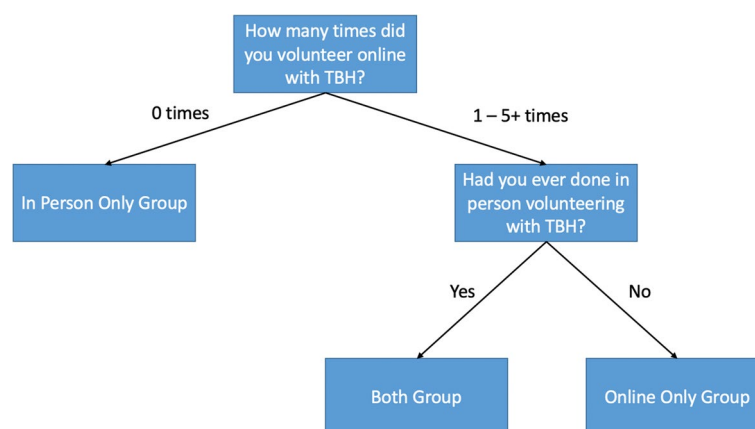 How many times did
you volunteer online
with TBH?
0 times
1 – 5+ times
In Person Only Group
Had you ever done in
person volunteering
with TBH?
Yes
No
Both Group
Online Only Group